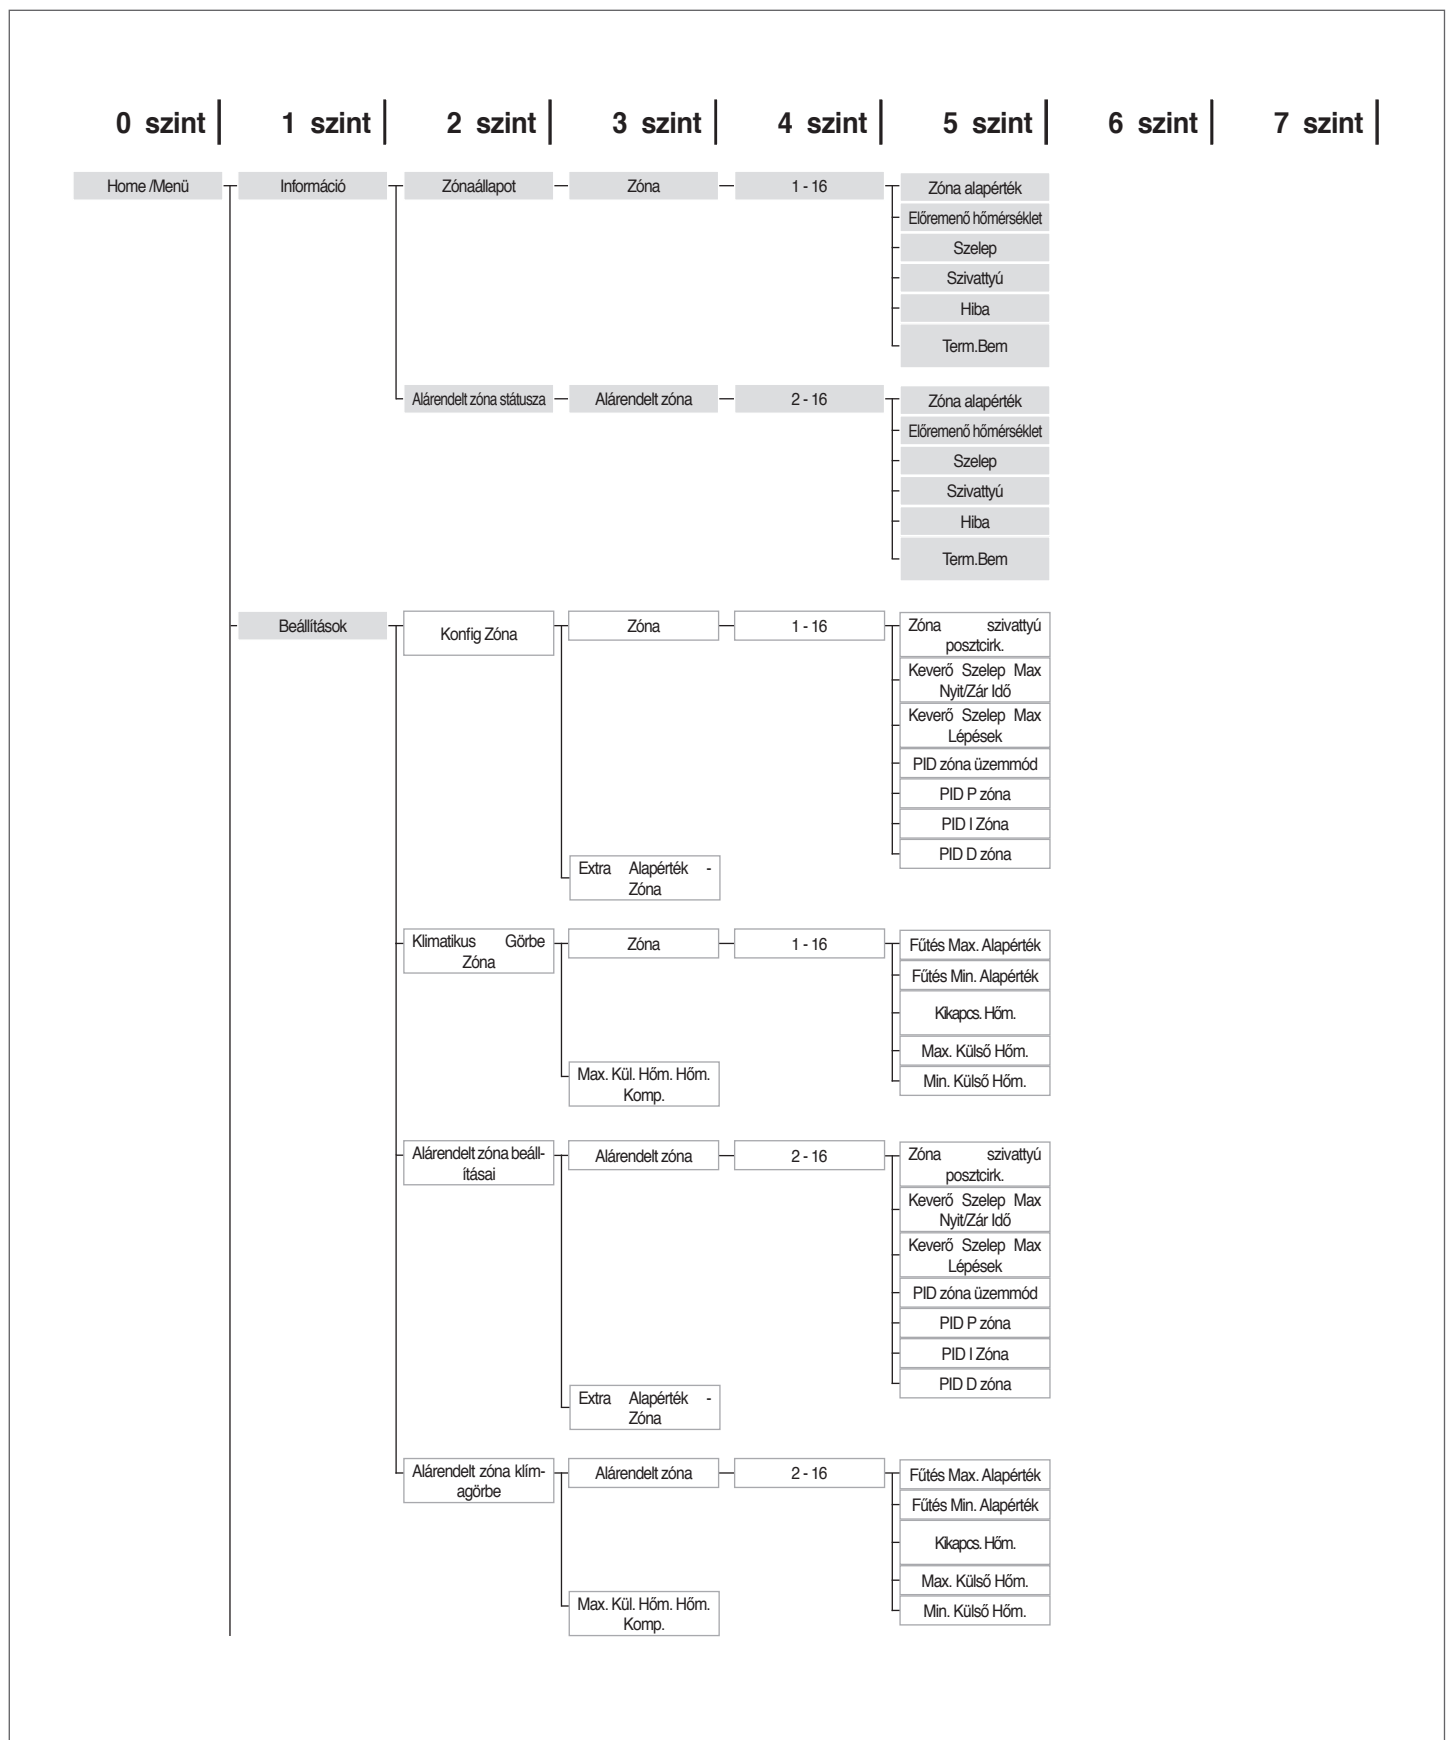 0 szint 1 szint 2 szint 3 szint 4 szint 5 szint 6 szint 7 szint
Home /Menü Információ Zónaállapot Zóna 1 - 16 Zóna alapérték
Előremenő hőmérséklet
Szelep
Szivattyú
Hiba
Term.Bem
Alárendelt zóna státusza Alárendelt zóna 2 - 16 Zóna alapérték
Előremenő hőmérséklet
Szelep
Szivattyú
Hiba
Term.Bem
Beállítások Konfig Zóna Zóna 1 - 16 Zóna szivattyú
posztcirk.
Keverő Szelep Max
Nyit/Zár Idő
Keverő Szelep Max
Lépések
PID zóna üzemmód
PID P zóna
PID I Zóna
PID D zóna
Extra Alapérték -
Zóna
Klimatikus Görbe
Zóna
Zóna 1 - 16 Fűtés Max. Alapérték
Fűtés Min. Alapérték
Kikapcs. Hőm.
Max. Külső Hőm.
Min. Külső Hőm.
Max. Kül. Hőm. Hőm.
Komp.
Alárendelt zóna beáll-
ításai
Alárendelt zóna 2 - 16 Zóna szivattyú
posztcirk.
Keverő Szelep Max
Nyit/Zár Idő
Keverő Szelep Max
Lépések
PID zóna üzemmód
PID P zóna
PID I Zóna
PID D zóna
Extra Alapérték -
Zóna
Alárendelt zóna klím-
agörbe
Alárendelt zóna 2 - 16 Fűtés Max. Alapérték
Fűtés Min. Alapérték
Kikapcs. Hőm.
Max. Külső Hőm.
Min. Külső Hőm.
Max. Kül. Hőm. Hőm.
Komp.